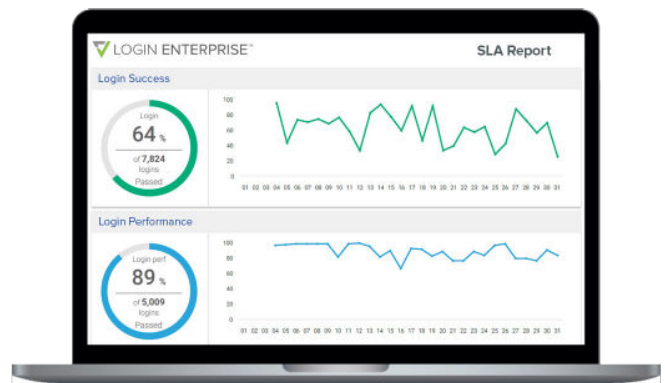 LOGIN ENTERPRISE™
SLA Report
Login Success
Login
64 %
of 7,824
logins
Passed
100
80
60
40
20
0
01 02 03 04 05 06 07 08 09 10 11 12 13 14 15 16 17 18 19 20 21 22 23 24 25 26 27 28 29 30 31
Login Performance
Login perf
89 %
of 5,009
logins
Passed
100
80
60
40
20
0
01 02 03 04 05 06 07 08 09 10 11 12 13 14 15 16 17 18 19 20 21 22 23 24 25 26 27 28 29 30 31